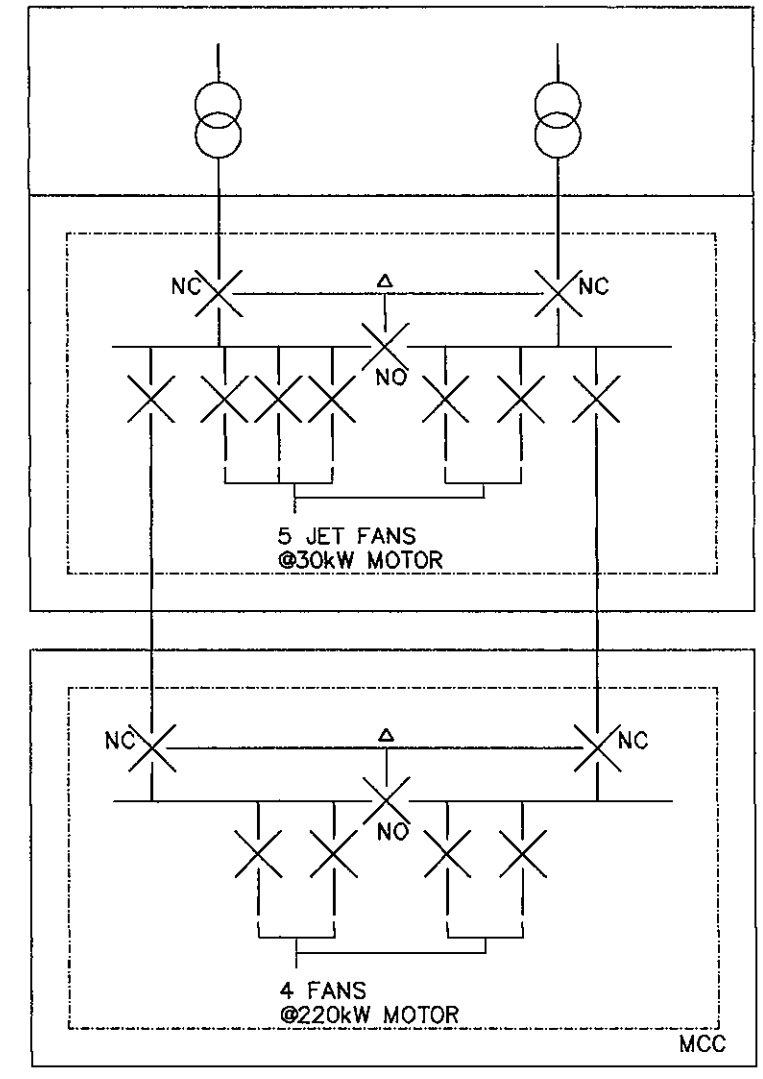 NC
NC
NO
5 JET FANS
@30kW MOTOR
NC
NC
NO
4 FANS
@220kW MOTOR
MCC